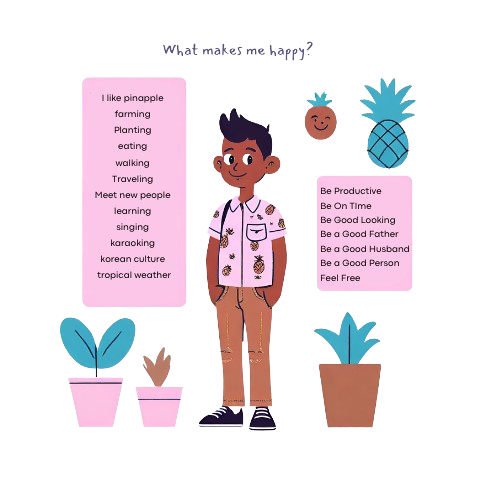 What makes me happy?
I like pinapple
farming
Planting
eating
walking
Traveling
Meet new people
learning
singing
karaoking
korean culture
tropical weather
Be Productive
Be On TIme
Be Good Looking
Be a Good Father
Be a Good Husband
Be a Good Person
Feel Free